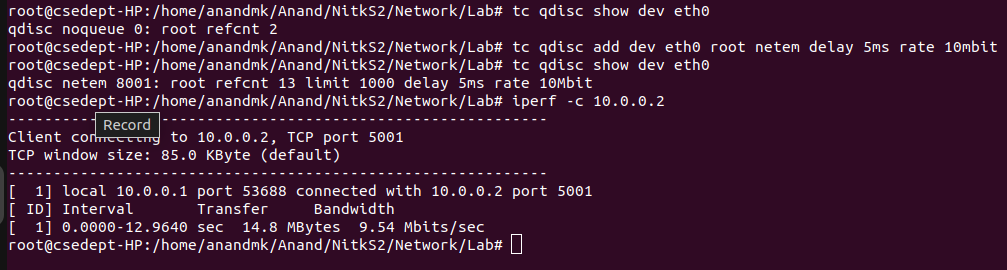 root@csedept-HP:/home/anandmk/Anand/NitkS2/Network/Lab# tc qdisc show dev eth0
qdisc noqueue 0: root refcnt 2
root@csedept-HP:/home/anandmk/Anand/NitkS2/Network/Lab# tc qdisc add dev eth0 root netem delay 5ms rate 10mbit
root@csedept-HP:/home/anandmk/Anand/NitkS2/Network/Lab# tc qdisc show dev eth0
qdisc netem 8001: root refcnt 13 limit 1000 delay 5ms rate 10Mbit
root@csedept-HP:/home/anandmk/Anand/NitkS2/Network/Lab# iperf -c 10.0.0.2
------------------------------------------------------------
Record
Client connecting to 10.0.0.2, TCP port 5001
TCP window size: 85.0 KByte (default)
------------------------------------------------------------
[  1] local 10.0.0.1 port 53688 connected with 10.0.0.2 port 5001
[ ID] Interval       Transfer     Bandwidth
[  1] 0.0000-12.9640 sec  14.8 MBytes  9.54 Mbits/sec
root@csedept-HP:/home/anandmk/Anand/NitkS2/Network/Lab#